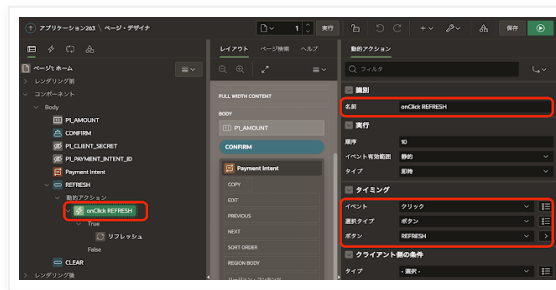 アプリケーション263 \ ページ・デザイナ
1
実行
保存
レイアウト ページ検索 ヘルプ
動的アクション
ページ1: ホーム
レンダリング前
コンポーネント
Body
P1_AMOUNT
CONFIRM
P1_CLIENT_SECRET
P1_PAYMENT_INTENT_ID
Payment Intent
REFRESH
動的アクション
onClick REFRESH
True
リフレッシュ
False
CLEAR
レンダリング後
FULL WIDTH CONTENT
BODY
P1_AMOUNT
CONFIRM
Payment Intent
COPY
EDIT
PREVIOUS
NEXT
SORT ORDER
REGION BODY
フィルタ
識別
名前 onClick REFRESH
実行
順序 10
イベント有効範囲 静的
タイプ 即時
タイミング
イベント クリック
選択タイプ ボタン
ボタン REFRESH
クライアント側の条件
タイプ - 選択 -